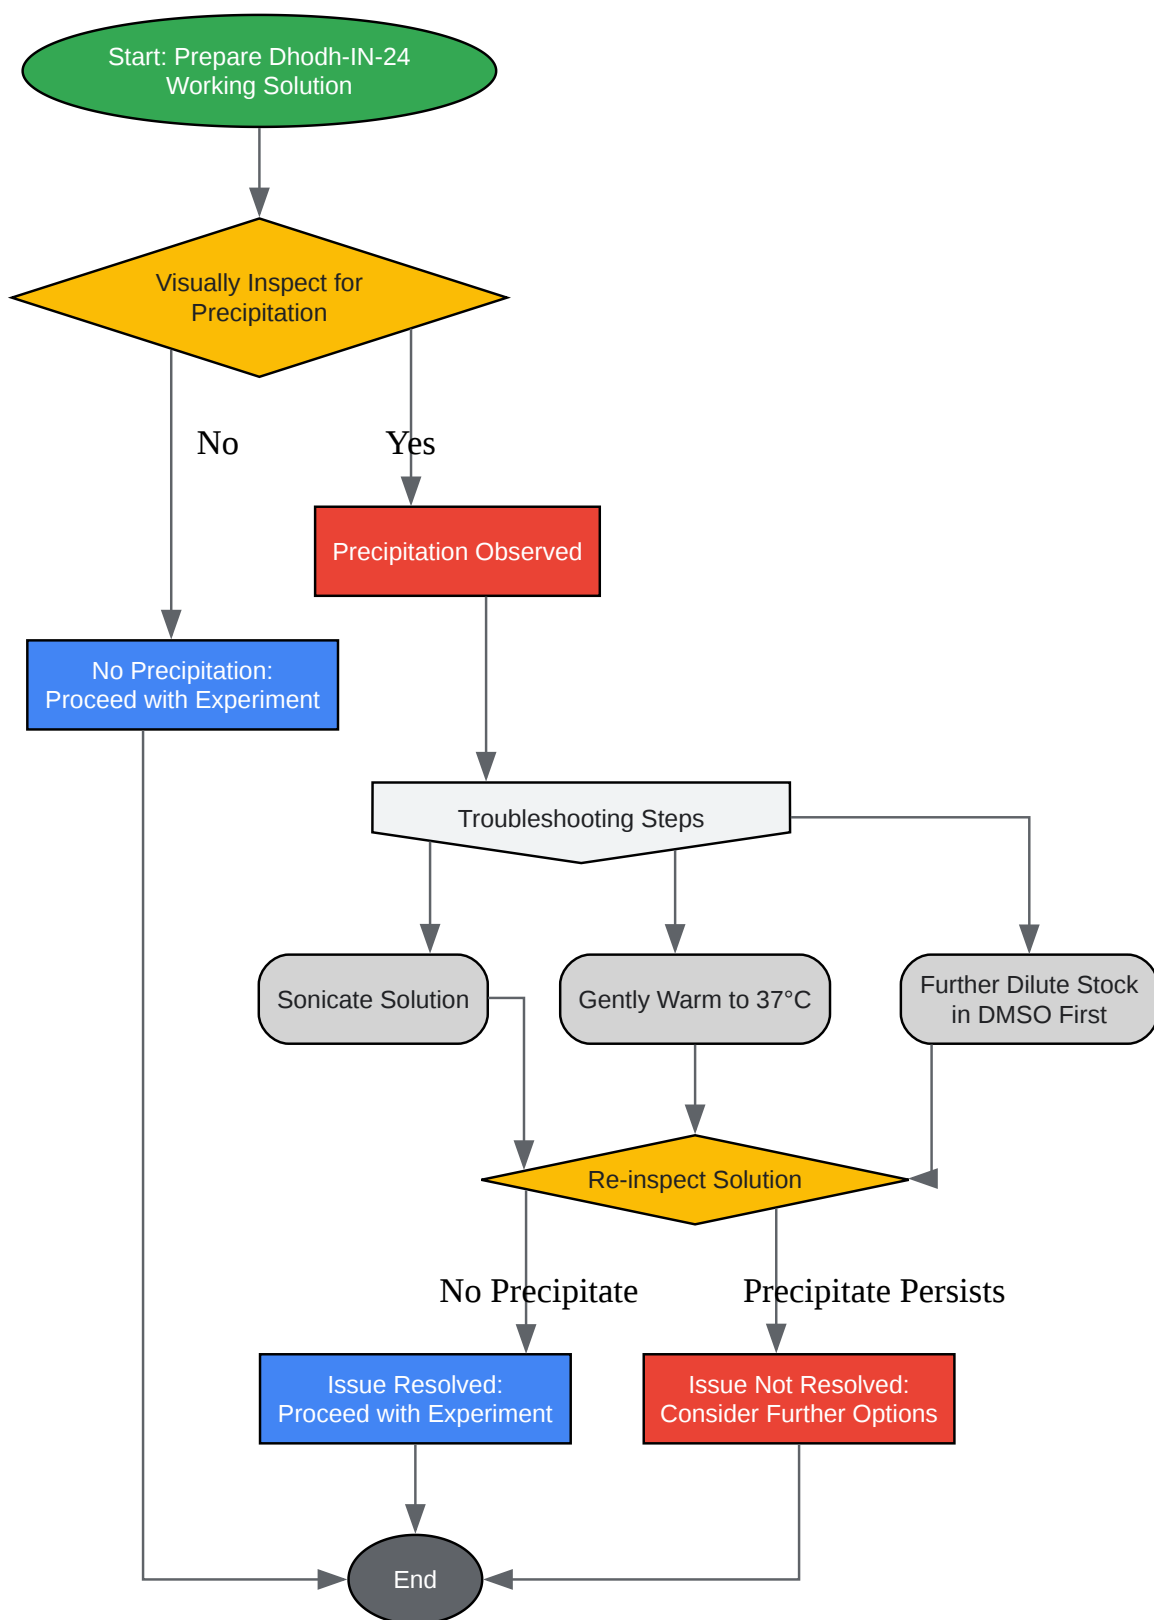 Start: Prepare Dhodh-IN-24
Working Solution
Visually Inspect for
Precipitation
No
Yes
Precipitation Observed
No Precipitation:
Proceed with Experiment
Troubleshooting Steps
Sonicate Solution
Gently Warm to 37°C
Further Dilute Stock
in DMSO First
Re-inspect Solution
No Precipitate
Precipitate Persists
Issue Resolved:
Proceed with Experiment
Issue Not Resolved:
Consider Further Options
End